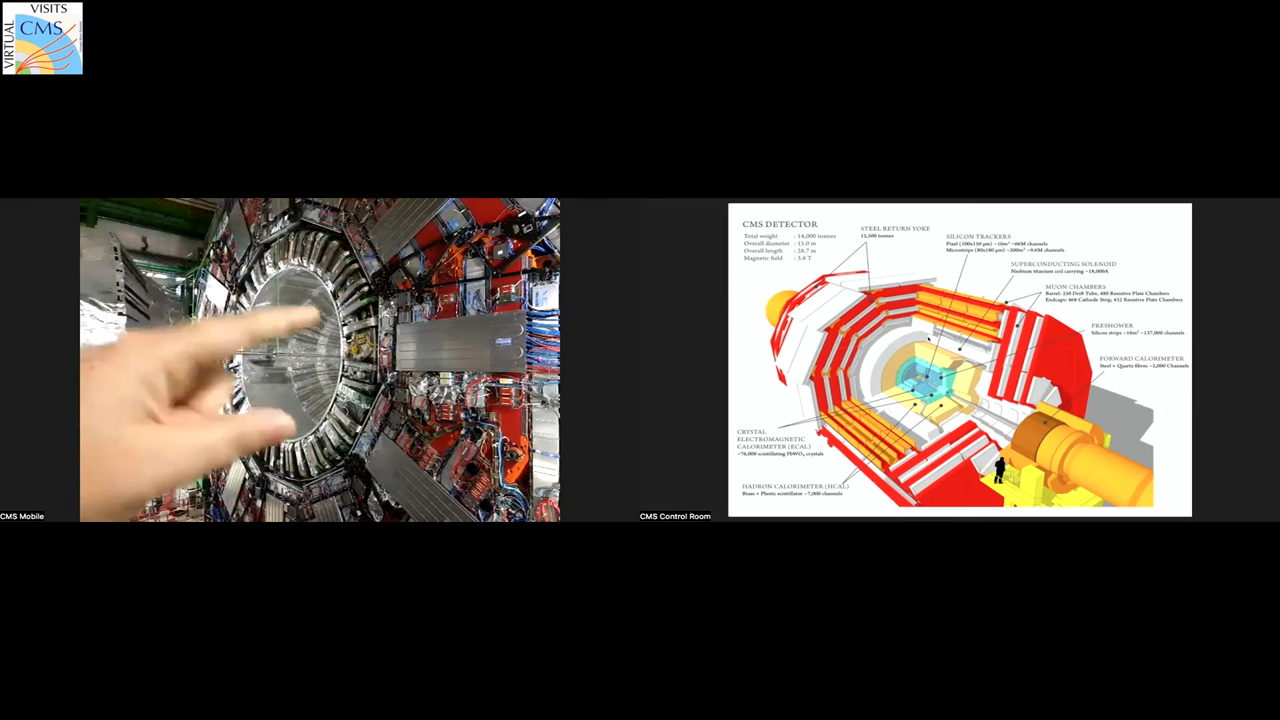 VISITS
CMS
VIRTUAL
CMS DETECTOR
Total weight : 14,000 tonnes
Overall diameter : 15.0 m
Overall length : 28.7 m
Magnetic field : 3.8 T
STEEL RETURN YOKE
12,500 tonnes
SILICON TRACKERS
Pixel (100x150 μm) ~16m² ~66M channels
Microstrips (80x180 μm) ~200m² ~9.6M channels
SUPERCONDUCTING SOLENOID
Niobium titanium coil carrying ~18,000A
MUON CHAMBERS
Barrel: 250 Drift Tube, 480 Resistive Plate Chambers
Endcaps: 468 Cathode Strip, 432 Resistive Plate Chambers
PRESHOWER
Silicon strips ~16m² ~137,000 channels
FORWARD CALORIMETER
Steel + Quartz fibres ~2,000 Channels
CRYSTAL
ELECTROMAGNETIC
CALORIMETER (ECAL)
~76,000 scintillating PbWO₄ crystals
HADRON CALORIMETER (HCAL)
Brass + Plastic scintillator ~7,000 channels
CMS Mobile
CMS Control Room